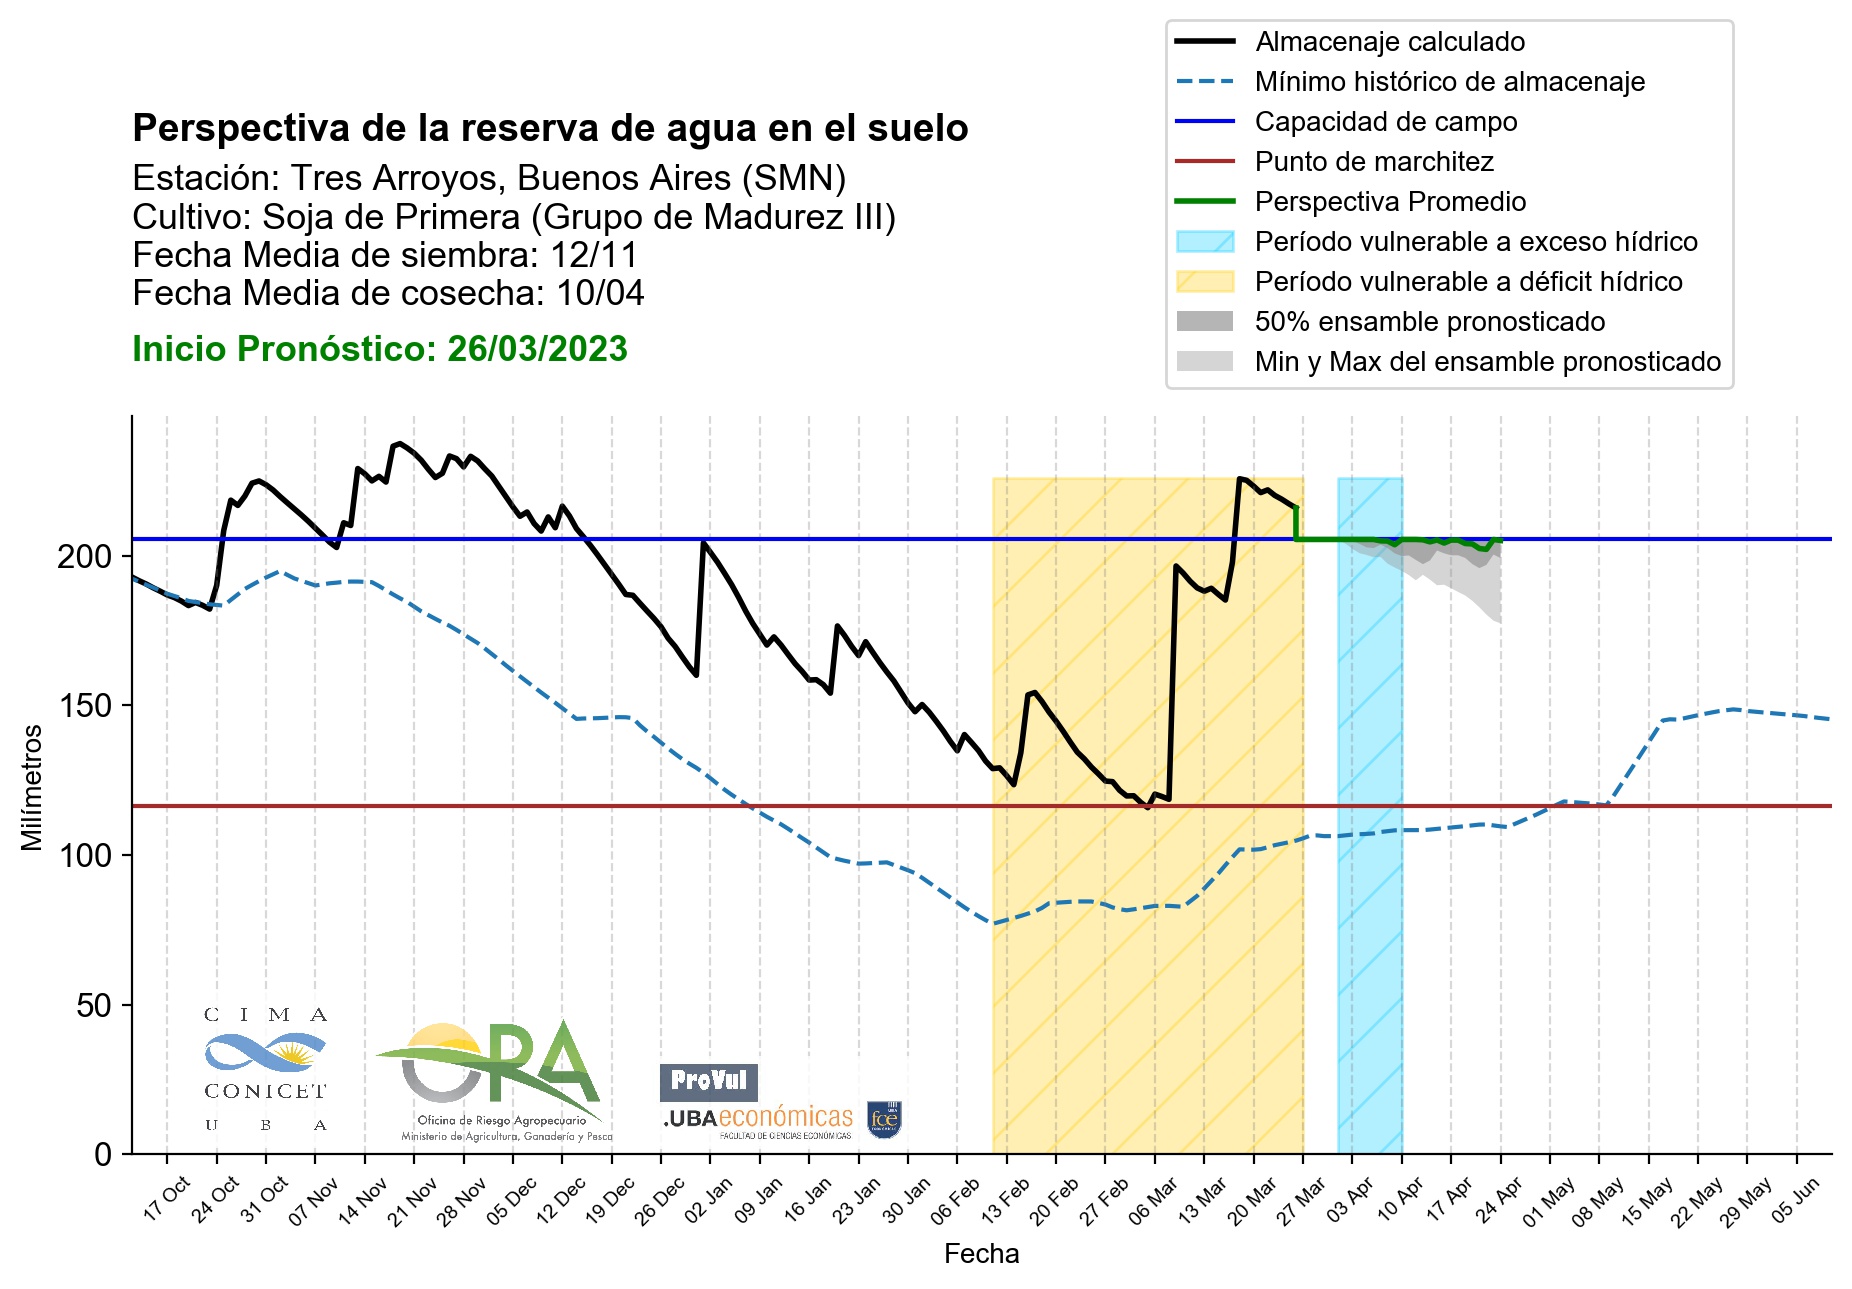 Almacenaje calculado
Mínimo histórico de almacenaje
Capacidad de campo
Punto de marchitez
Perspectiva Promedio
Período vulnerable a exceso hídrico
Período vulnerable a déficit hídrico
50% ensamble pronosticado
Min y Max del ensamble pronosticado
Perspectiva de la reserva de agua en el suelo
Estación: Tres Arroyos, Buenos Aires (SMN)
Cultivo: Soja de Primera (Grupo de Madurez III)
Fecha Media de siembra: 12/11
Fecha Media de cosecha: 10/04
Inicio Pronóstico: 26/03/2023
Milímetros
200
150
100
50
0
CIMA
CONICET
UBA
ORA
Oficina de Riesgo Agropecuario
Ministerio de Agricultura, Ganadería y Pesca
ProVul
.UBAeconómicas
FACULTAD DE CIENCIAS ECONÓMICAS
UBA
fce
ECONÓMICAS
17 Oct
24 Oct
31 Oct
07 Nov
14 Nov
21 Nov
28 Nov
05 Dec
12 Dec
19 Dec
26 Dec
02 Jan
09 Jan
16 Jan
23 Jan
30 Jan
06 Feb
13 Feb
20 Feb
27 Feb
06 Mar
13 Mar
20 Mar
27 Mar
03 Apr
10 Apr
17 Apr
24 Apr
01 May
08 May
15 May
22 May
29 May
05 Jun
Fecha